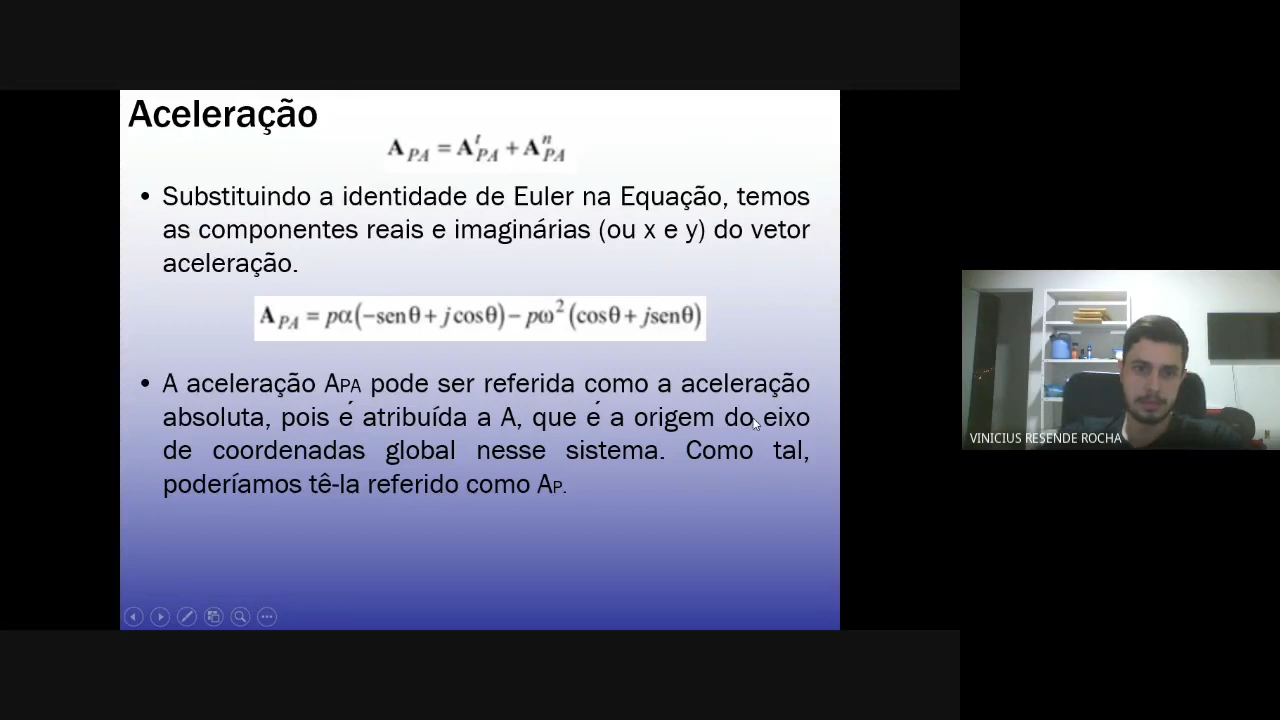 Aceleração
A_PA = A^t_PA + A^n_PA
• Substituindo a identidade de Euler na Equação, temos
as componentes reais e imaginárias (ou x e y) do vetor
aceleração.
A_PA = pα(−senθ + j cosθ) − pω²(cosθ + jsenθ)
• A aceleração APA pode ser referida como a aceleração
absoluta, pois é atribuída a A, que é a origem do eixo
de coordenadas global nesse sistema. Como tal,
poderíamos tê-la referido como AP.
VINICIUS RESENDE ROCHA